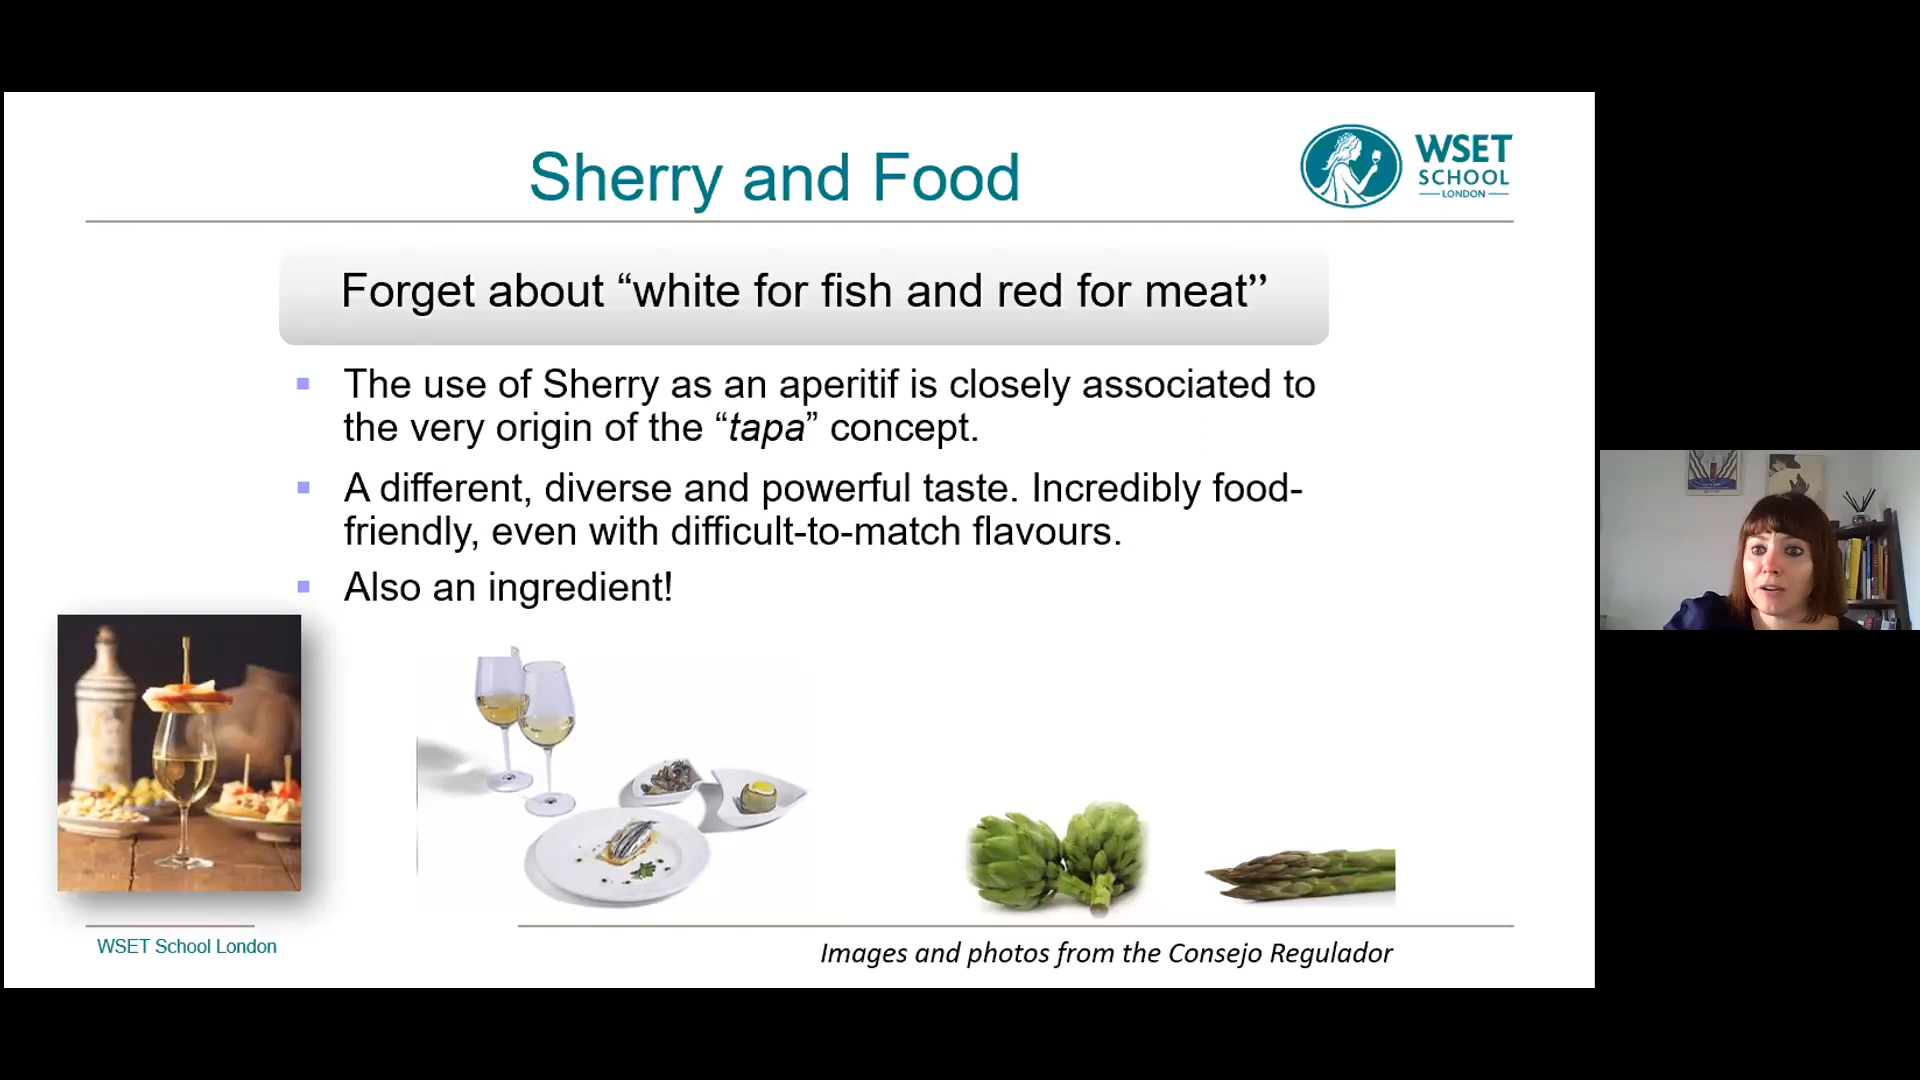 Sherry and Food
WSET
SCHOOL
LONDON
Forget about “white for fish and red for meat”
▪ The use of Sherry as an aperitif is closely associated to
the very origin of the “tapa” concept.
▪ A different, diverse and powerful taste. Incredibly food-
friendly, even with difficult-to-match flavours.
▪ Also an ingredient!
WSET School London
Images and photos from the Consejo Regulador